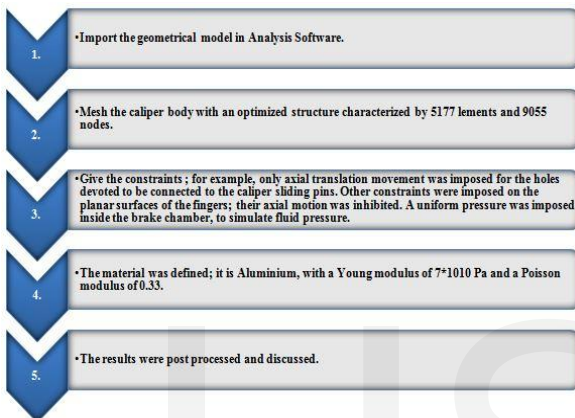 1.
•Import the geometrical model in Analysis Software.
2.
•Mesh the caliper body with an optimized structure characterized by 5177 lements and 9055
nodes.
3.
•Give the constraints ; for example, only axial translation movement was imposed for the holes
devoted to be connected to the caliper sliding pins. Other constraints were imposed on the
planar surfaces of the fingers; their axial motion was inhibited. A uniform pressure was imposed
inside the brake chamber, to simulate fluid pressure.
4.
•The material was defined; it is Aluminium, with a Young modulus of 7*1010 Pa and a Poisson
modulus of 0.33.
5.
•The results were post processed and discussed.